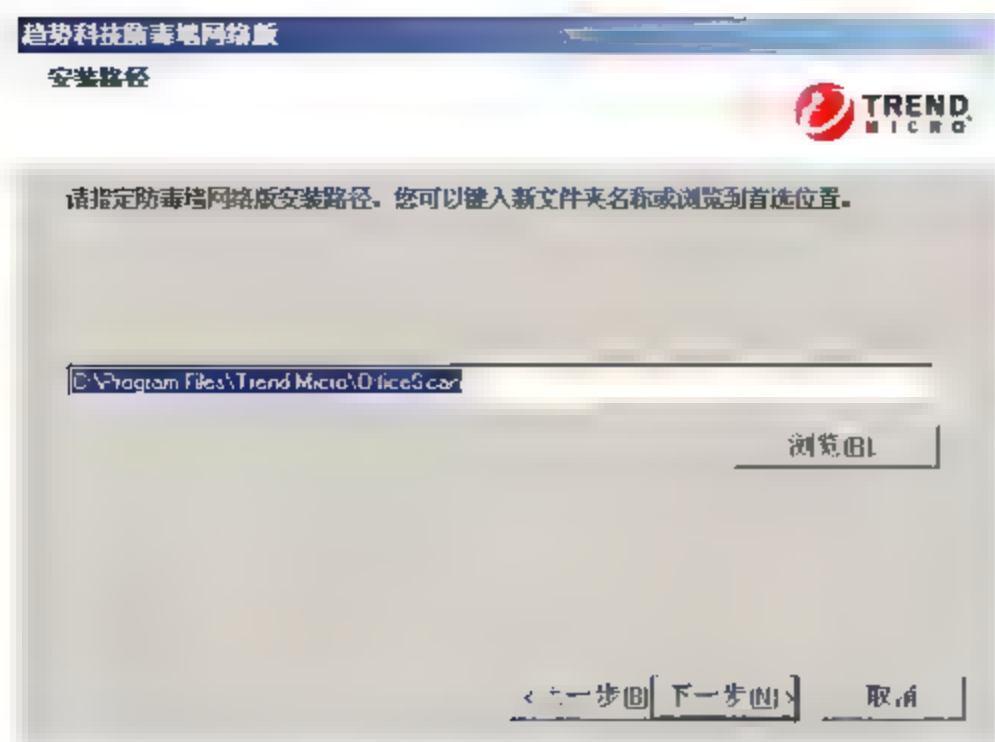 趋势科技防毒墙网络版
安装路径
TREND
MICRO
请指定防毒墙网络版安装路径。您可以键入新文件夹名称或浏览到首选位置。
C:\Program Files\Trend Micro\OfficeScan
浏览(B)...
< 上一步(B)
下一步(N) >
取消